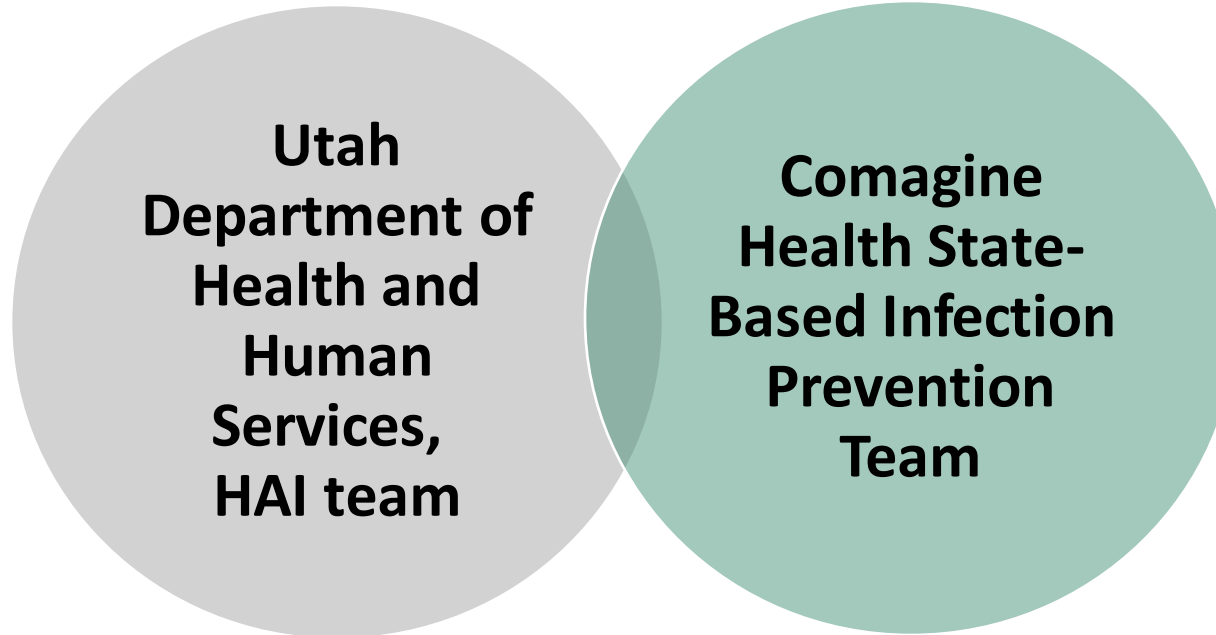 Utah
Department of
Health and
Human
Services,
HAI team
Comagine
Health State-
Based Infection
Prevention
Team